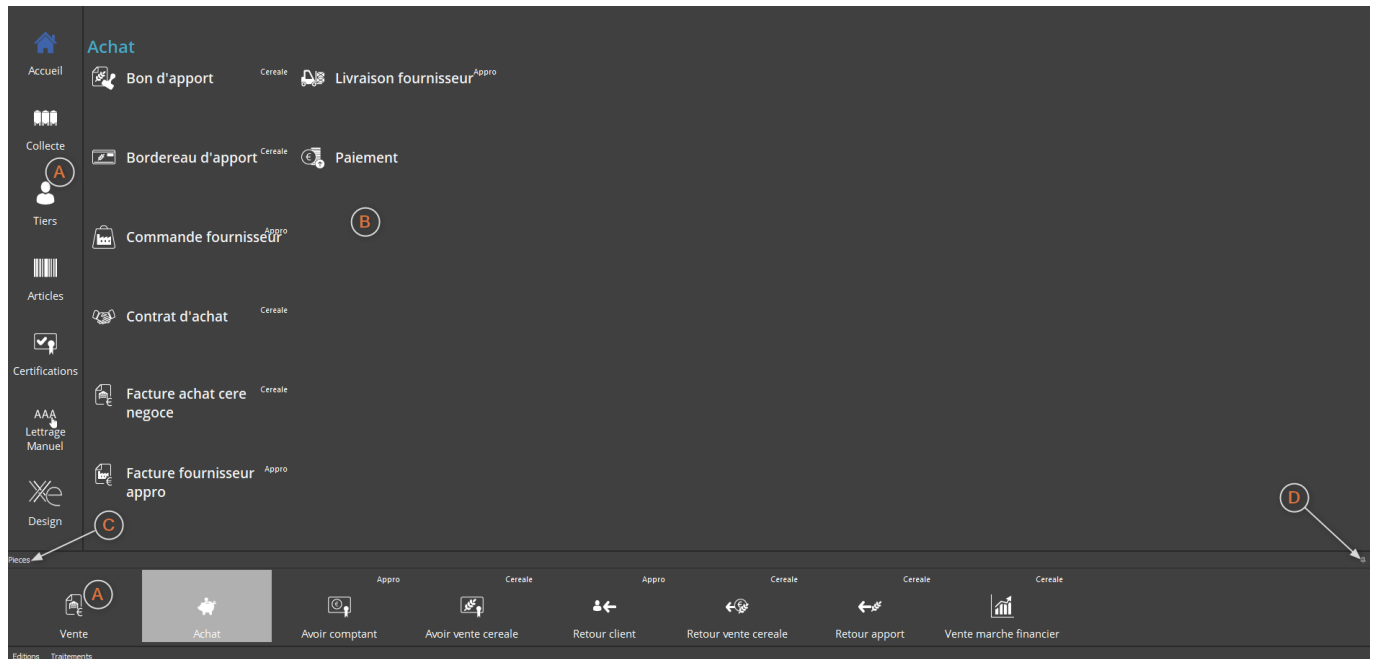 Accueil
Collecte
A
Tiers
Articles
Certifications
AAA
Lettrage
Manuel
Design
Achat
Bon d'apport Cereale
Livraison fournisseur Appro
Bordereau d'apport Cereale
Paiement
B
Commande fournisseur Appro
Contrat d'achat Cereale
Facture achat cere Cereale
negoce
Facture fournisseur Appro
appro
C
D
Pieces
A
Vente
Achat
Appro
Avoir comptant
Cereale
Avoir vente cereale
Appro
Retour client
Cereale
Retour vente cereale
Cereale
Retour apport
Cereale
Vente marche financier
Editions Traitements